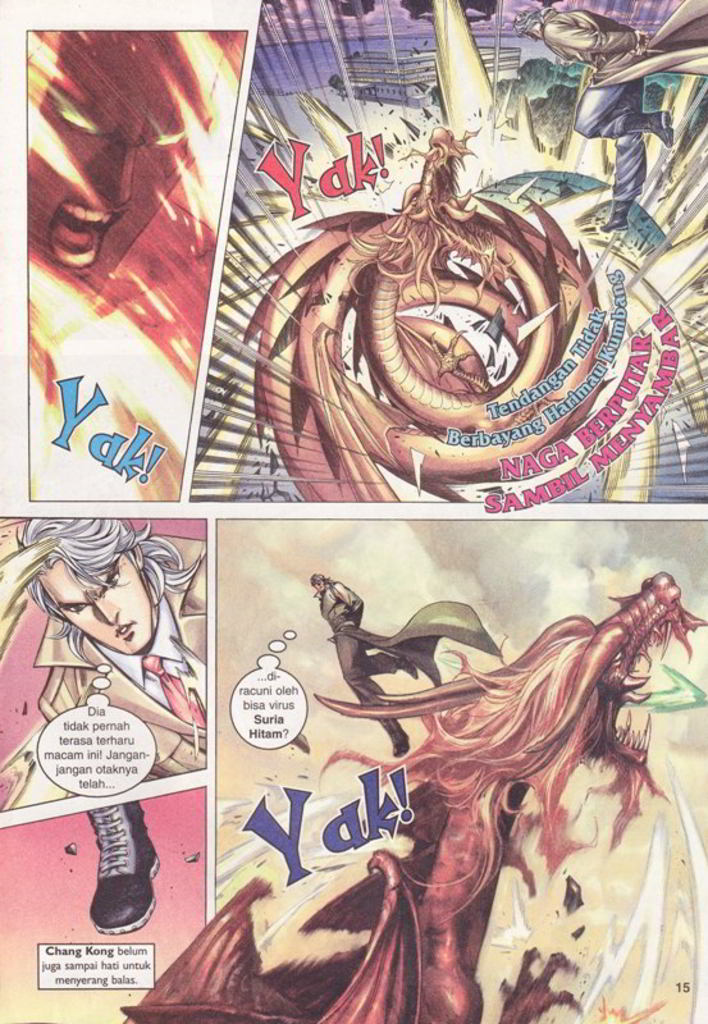 Yak!
Yak!
Tendangan Tidak
Berbayang Harimau Kumbang
NAGA BERPUTAR
SAMBIL MENYAMBAR
Dia
tidak pernah
terasa terharu
macam ini! Jangan-
jangan otaknya
telah...
...di-
racuni oleh
bisa virus
Suria
Hitam?
Yak!
Chang Kong belum
juga sampai hati untuk
menyerang balas.
15